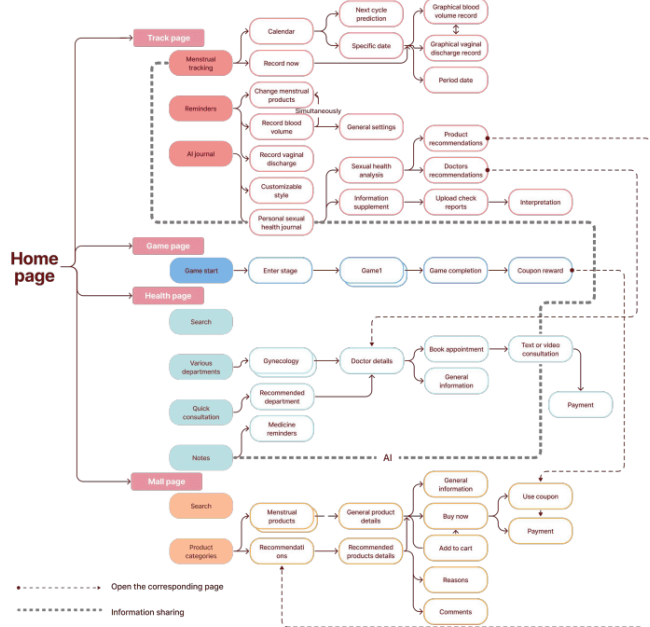 Home
page
Track page
Menstrual
tracking
Calendar
Next cycle
prediction
Specific date
Graphical blood
volume record
Graphical vaginal
discharge record
Period date
Record now
Reminders
Change menstrual
products
Simultaneously
Record blood
volume
General settings
AI journal
Record vaginal
discharge
Customizable
style
Personal sexual
health journal
Sexual health
analysis
Product
recommendations
Doctors
recommendations
Information
supplement
Upload check
reports
Interpretation
Game page
Game start
Enter stage
Game1
Game completion
Coupon reward
Health page
Search
Various
departments
Gynecology
Doctor details
Book appointment
Text or video
consultation
General
information
Payment
Quick
consultation
Recommended
department
Medicine
reminders
Notes
AI
Mall page
Search
Product
categories
Menstrual
products
General product
details
General
information
Buy now
Use coupon
Payment
Add to cart
Recommendati
ons
Recommended
products details
Reasons
Comments
Open the corresponding page
Information sharing